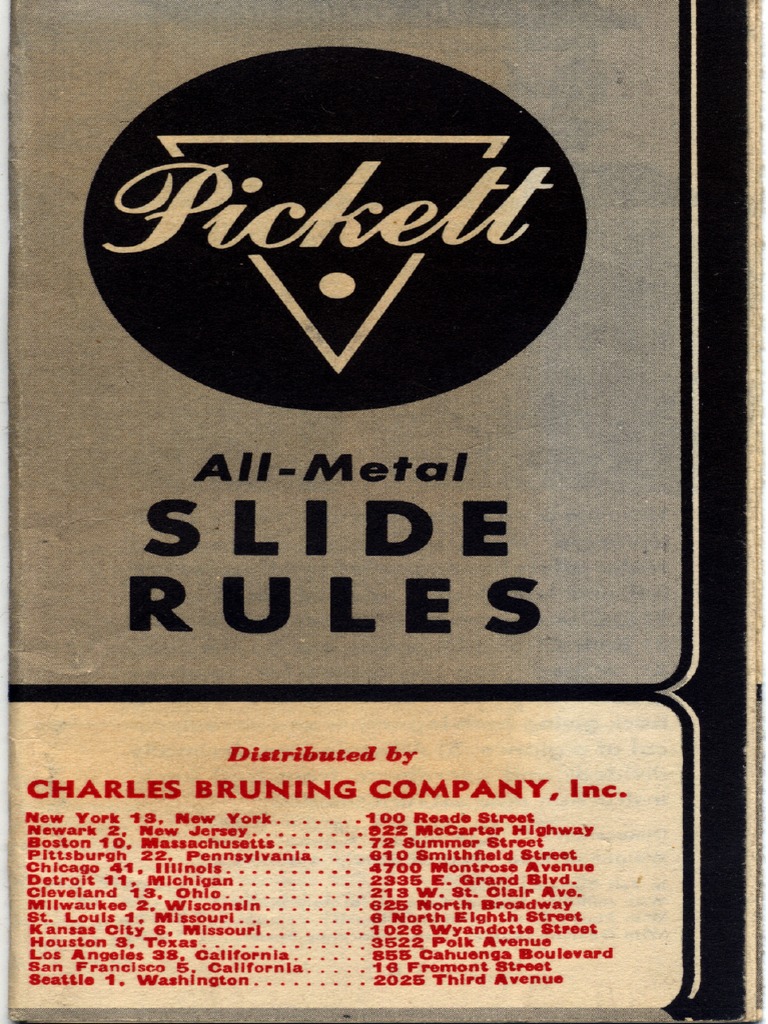 Pickett
All-Metal
SLIDE
RULES
Distributed by
CHARLES BRUNING COMPANY, Inc.
New York 13, New York........100 Reade Street
Newark 2, New Jersey..........922 McCarter Highway
Boston 10, Massachusetts........72 Summer Street
Pittsburgh 22, Pennsylvania......610 Smithfield Street
Chicago 41, Illinois............4700 Montrose Avenue
Detroit 11, Michigan...........2335 E. Grand Blvd.
Cleveland 13, Ohio............213 W. St. Clair Ave.
Milwaukee 2, Wisconsin........625 North Broadway
St. Louis 1, Missouri...........6 North Eighth Street
Kansas City 6, Missouri........1026 Wyandotte Street
Houston 3, Texas.............3522 Polk Avenue
Los Angeles 38, California......855 Cahuenga Boulevard
San Francisco 5, California......16 Fremont Street
Seattle 1, Washington..........2025 Third Avenue